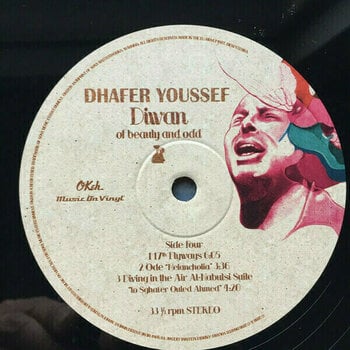 DHAFER YOUSSEF
Diwan
of beauty and odd
OKeh
Music On Vinyl
Side four
1 17th Flyways 6:05
2 Ode "Melancholia" 3:36
3 Diving in the Air Al-Nabulsi Suite
"to Sghater Ouled Ahmed" 4:20
33 ⅓ rpm STEREO